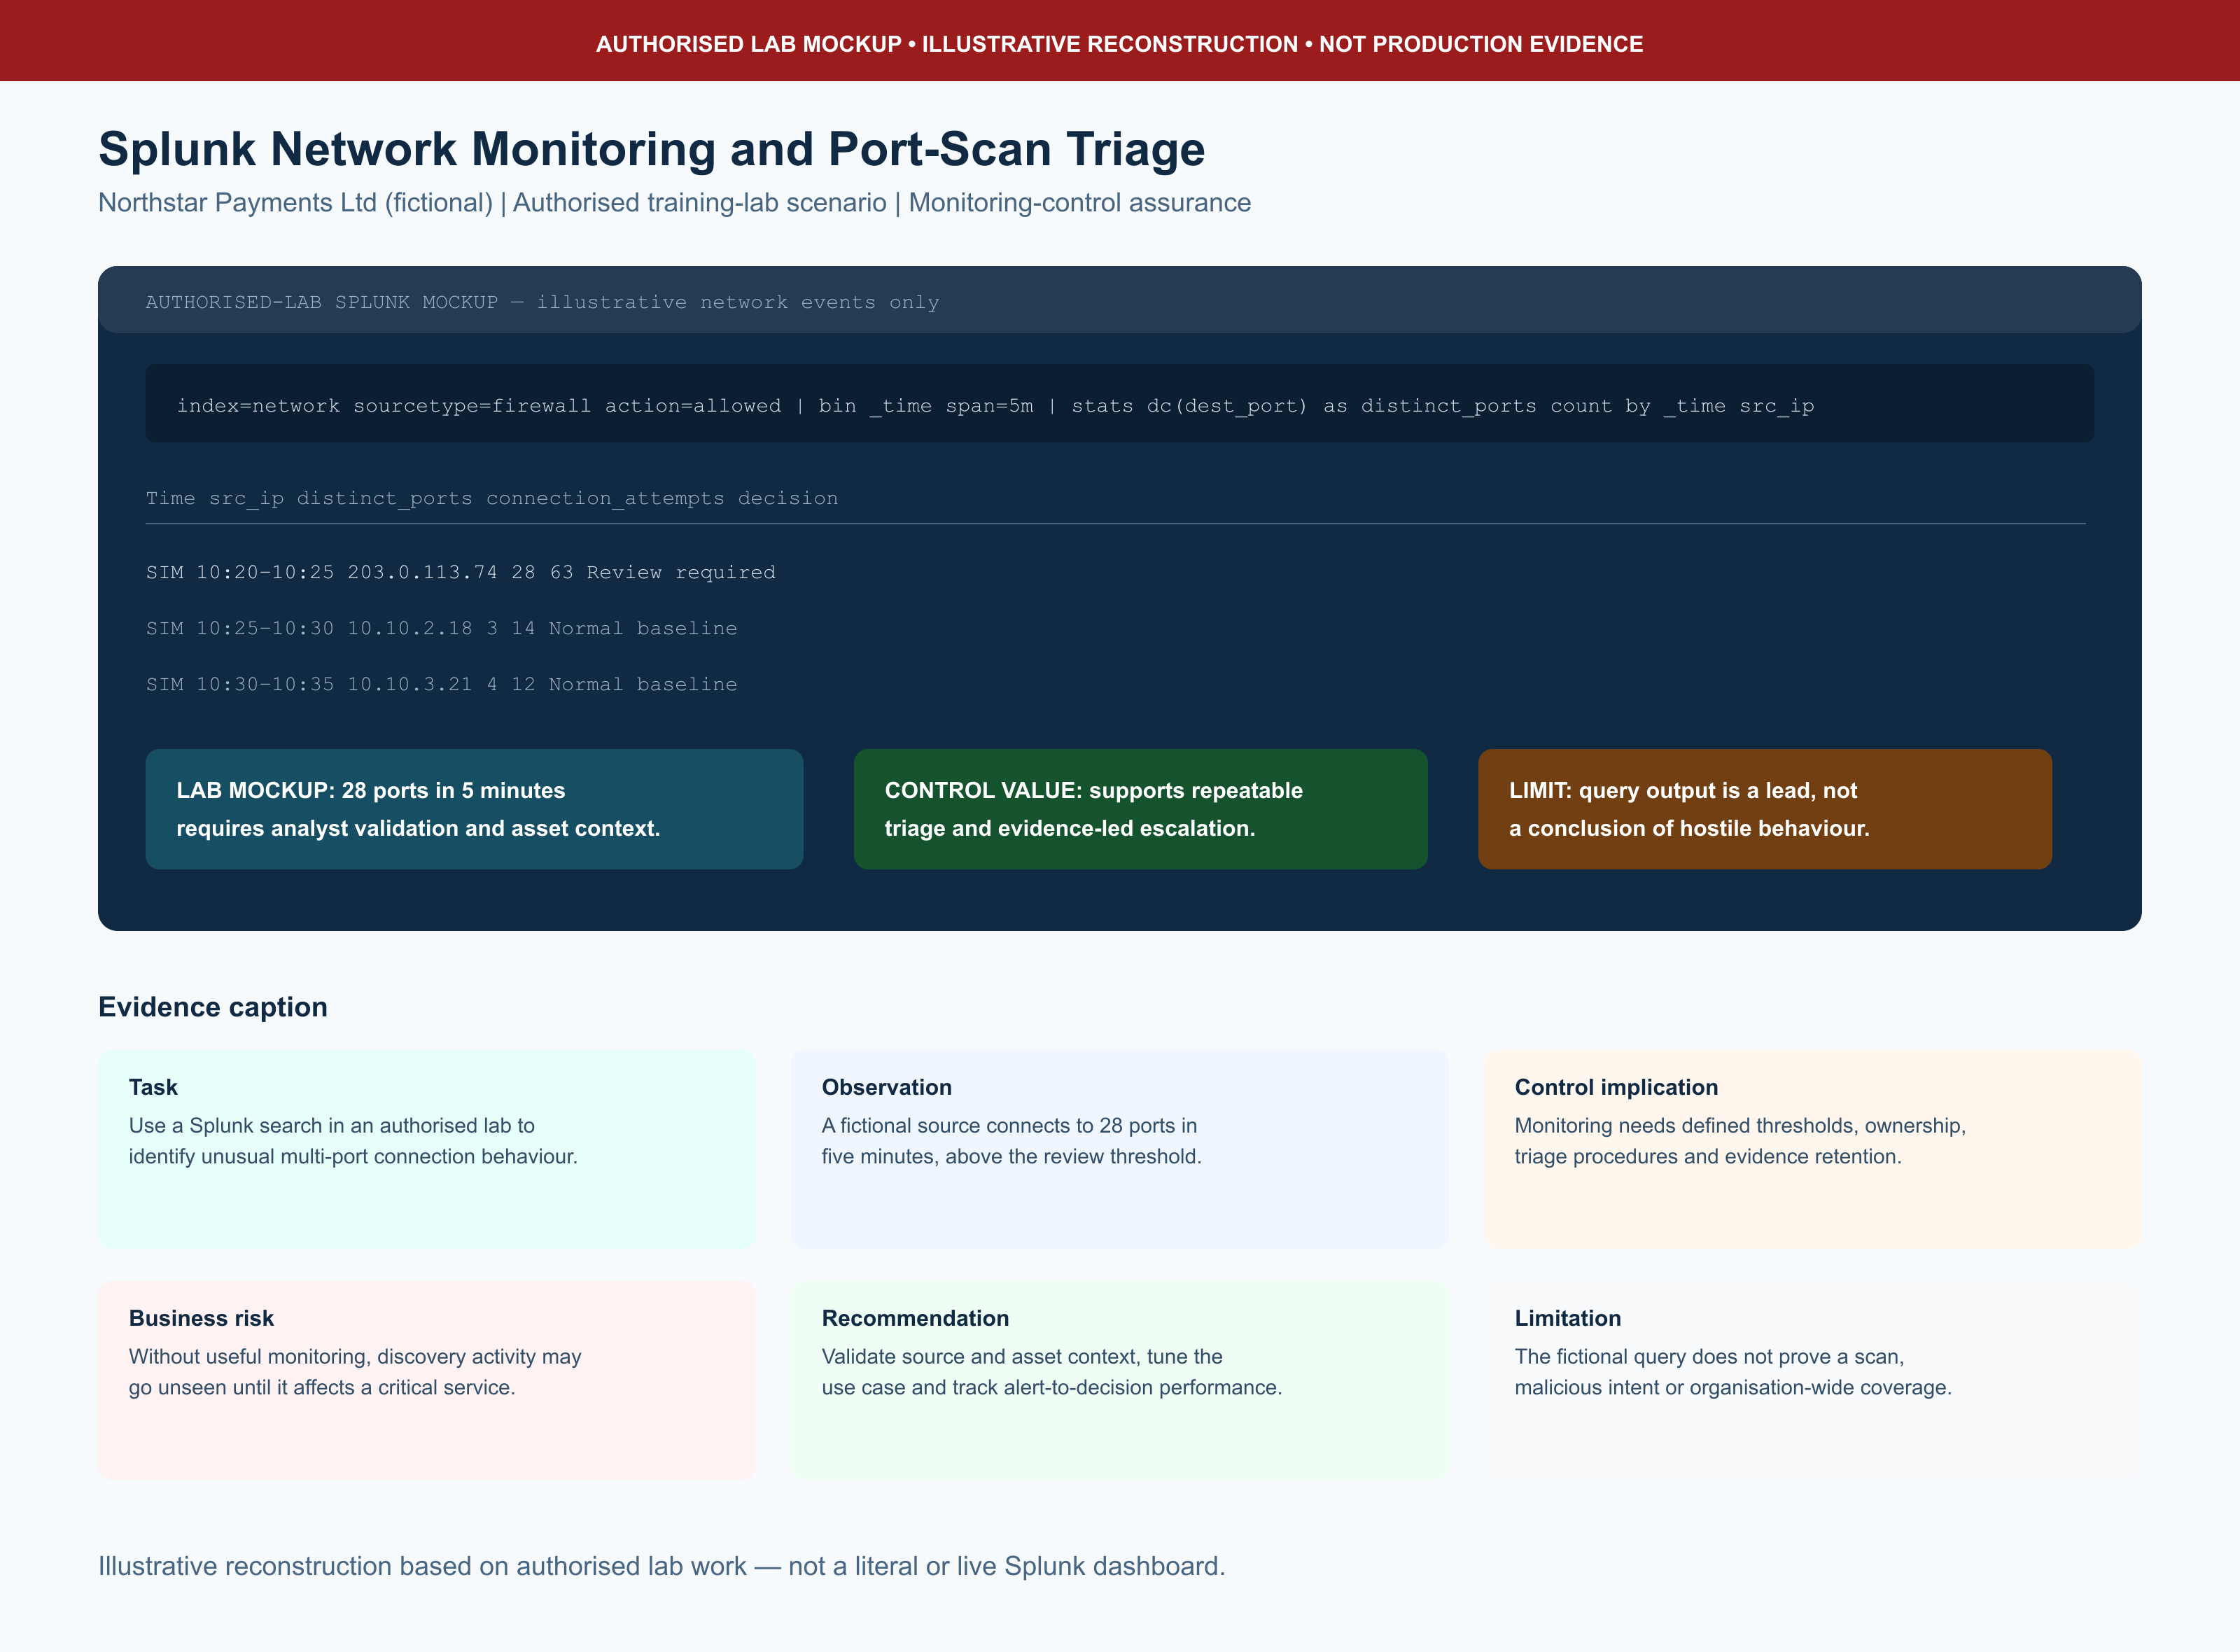 AUTHORISED LAB MOCKUP • ILLUSTRATIVE RECONSTRUCTION • NOT PRODUCTION EVIDENCE
Splunk Network Monitoring and Port-Scan Triage
Northstar Payments Ltd (fictional) | Authorised training-lab scenario | Monitoring-control assurance
AUTHORISED-LAB SPLUNK MOCKUP — illustrative network events only
index=network sourcetype=firewall action=allowed | bin _time span=5m | stats dc(dest_port) as distinct_ports count by _time src_ip
Time src_ip distinct_ports connection_attempts decision
SIM 10:20–10:25 203.0.113.74 28 63 Review required
SIM 10:25–10:30 10.10.2.18 3 14 Normal baseline
SIM 10:30–10:35 10.10.3.21 4 12 Normal baseline
LAB MOCKUP: 28 ports in 5 minutes
requires analyst validation and asset context.
CONTROL VALUE: supports repeatable
triage and evidence-led escalation.
LIMIT: query output is a lead, not
a conclusion of hostile behaviour.
Evidence caption
Task
Use a Splunk search in an authorised lab to
identify unusual multi-port connection behaviour.
Observation
A fictional source connects to 28 ports in
five minutes, above the review threshold.
Control implication
Monitoring needs defined thresholds, ownership,
triage procedures and evidence retention.
Business risk
Without useful monitoring, discovery activity may
go unseen until it affects a critical service.
Recommendation
Validate source and asset context, tune the
use case and track alert-to-decision performance.
Limitation
The fictional query does not prove a scan,
malicious intent or organisation-wide coverage.
Illustrative reconstruction based on authorised lab work — not a literal or live Splunk dashboard.